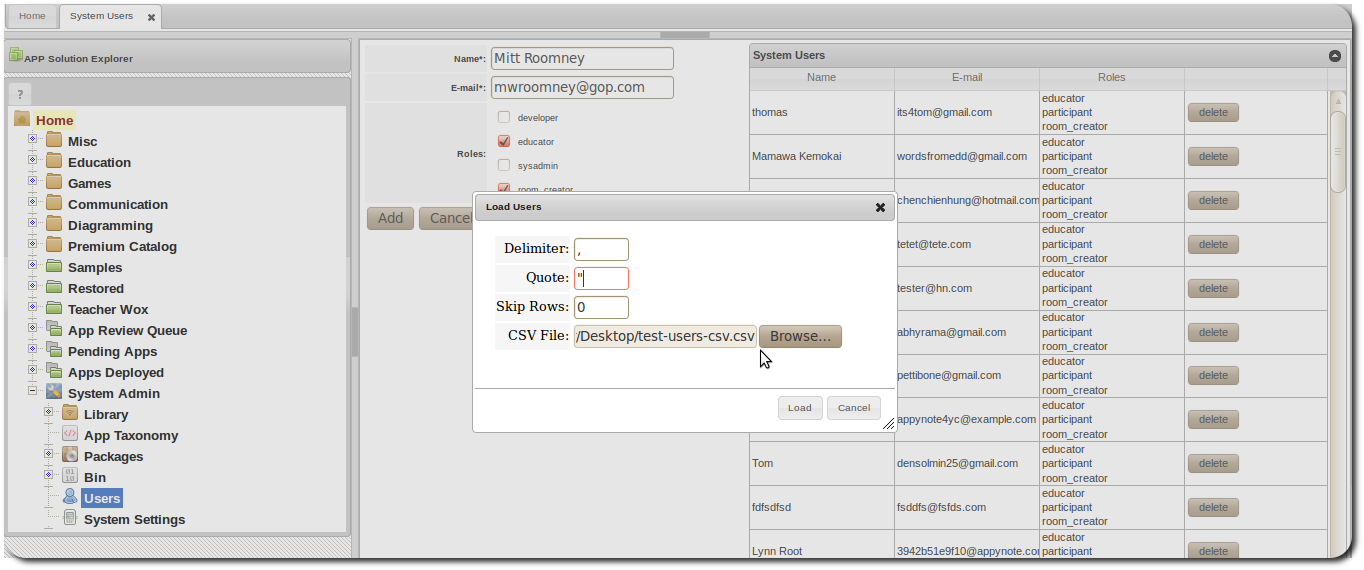 Home
System Users
APP Solution Explorer
?
Home
Misc
Education
Games
Communication
Diagramming
Premium Catalog
Samples
Restored
Teacher Wox
App Review Queue
Pending Apps
Apps Deployed
System Admin
Library
App Taxonomy
Packages
Bin
Users
System Settings
Name*: Mitt Roomney
E-mail*: mwroomney@gop.com
Roles:
developer
educator
sysadmin
room_creator
Add Cancel
Load Users
Delimiter: ,
Quote: "
Skip Rows: 0
CSV File: /Desktop/test-users-csv.csv Browse...
Load Cancel
System Users
Name E-mail Roles
thomas its4tom@gmail.com educator
participant
room_creator
delete
Mamawa Kemokai wordsfromedd@gmail.com educator
participant
room_creator
delete
chenchienhung@hotmail.com educator
participant
room_creator
delete
tetet@tete.com educator
participant
room_creator
delete
tester@hn.com educator
participant
room_creator
delete
abhyrama@gmail.com educator
participant
room_creator
delete
pettibone@gmail.com educator
participant
room_creator
delete
appynote4yc@example.com educator
participant
room_creator
delete
Tom densolmin25@gmail.com educator
participant
room_creator
delete
fdfsdfsd fsddfs@fsfds.com educator
participant
room_creator
delete
Lynn Root 3942b51e9f10@appynote.co educator
participant
delete